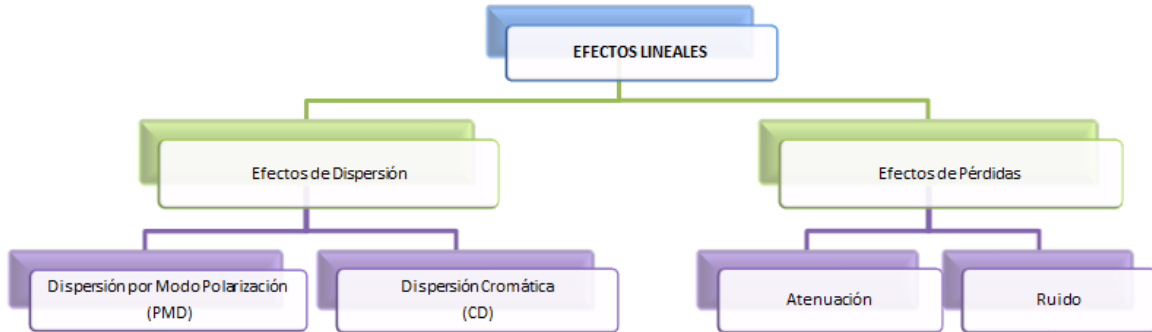 EFECTOS LINEALES
Efectos de Dispersión
Efectos de Pérdidas
Dispersión por Modo Polarización
(PMD)
Dispersión Cromática
(CD)
Atenuación
Ruido